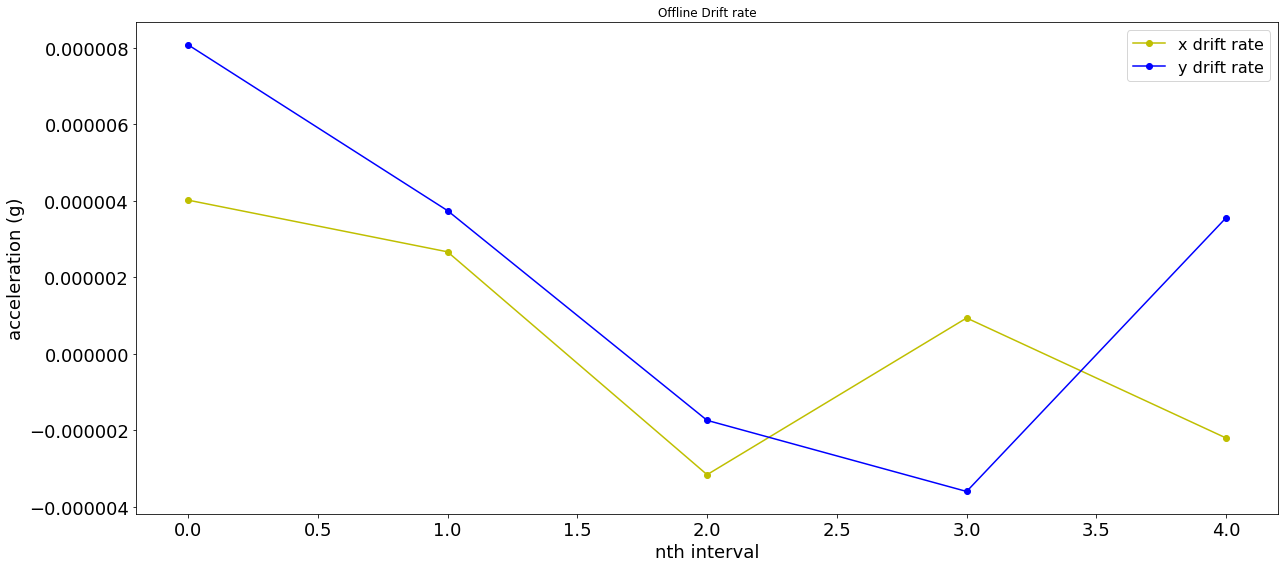 Offline Drift rate
x drift rate
y drift rate
acceleration (g)
0.000008
0.000006
0.000004
0.000002
0.000000
−0.000002
−0.000004
0.0 0.5 1.0 1.5 2.0 2.5 3.0 3.5 4.0
nth interval